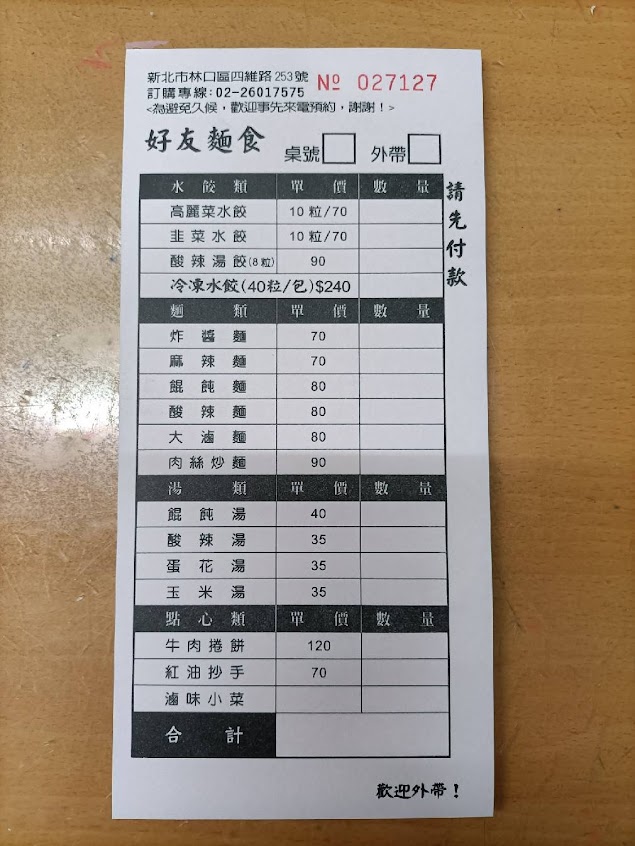 新北市林口區四維路253號 № 027127
訂購專線:02-26017575
<為避免久候，歡迎事先來電預約，謝謝！>
好友麵食 桌號 外帶
請先付款
水餃類 單價 數量
高麗菜水餃 10粒/70
韭菜水餃 10粒/70
酸辣湯餃(8粒) 90
冷凍水餃(40粒/包)$240
麵類 單價 數量
炸醬麵 70
麻辣麵 70
餛飩麵 80
酸辣麵 80
大滷麵 80
肉絲炒麵 90
湯類 單價 數量
餛飩湯 40
酸辣湯 35
蛋花湯 35
玉米湯 35
點心類 單價 數量
牛肉捲餅 120
紅油抄手 70
滷味小菜
合計
歡迎外帶！